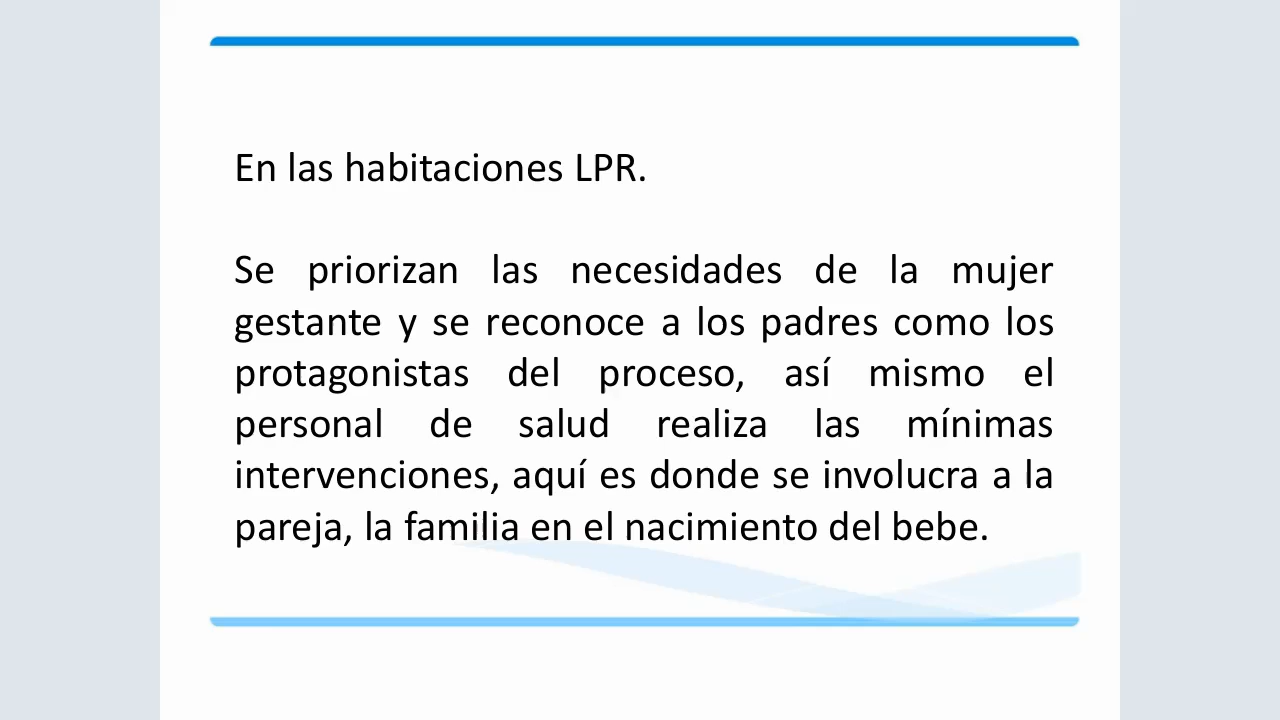 En las habitaciones LPR.
Se priorizan las necesidades de la mujer
gestante y se reconoce a los padres como los
protagonistas del proceso, así mismo el
personal de salud realiza las mínimas
intervenciones, aquí es donde se involucra a la
pareja, la familia en el nacimiento del bebe.